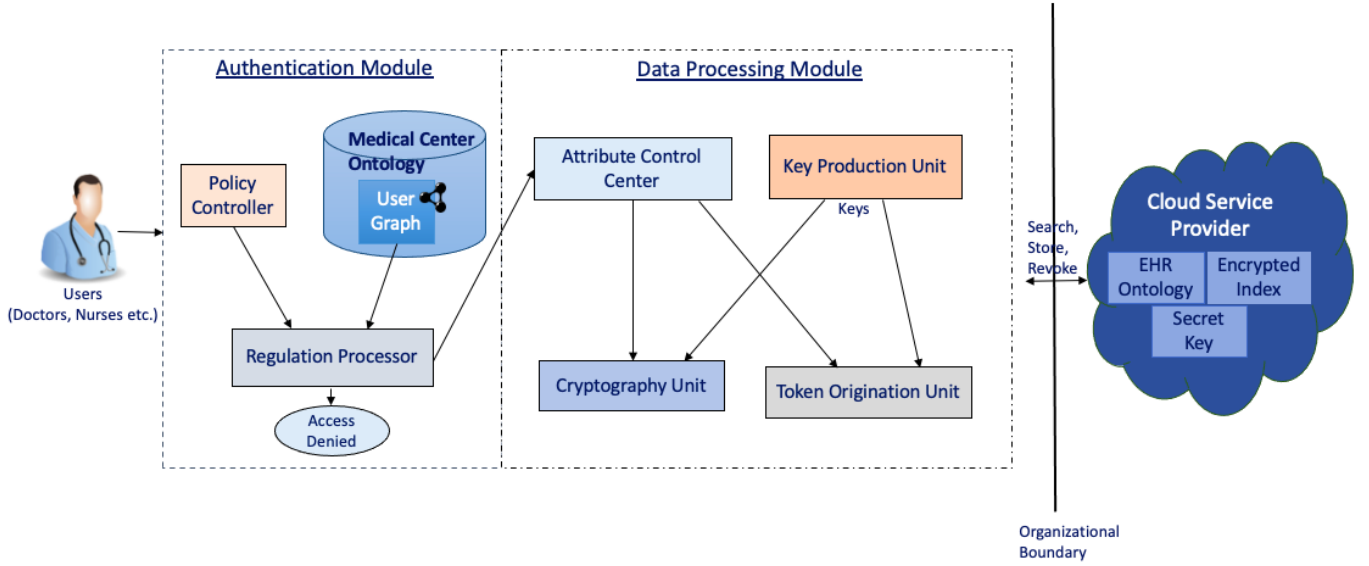 Authentication Module
Data Processing Module
Medical Center
Ontology
User
Graph
Policy
Controller
Attribute Control
Center
Key Production Unit
Keys
Users
(Doctors, Nurses etc.)
Regulation Processor
Access
Denied
Cryptography Unit
Token Origination Unit
Search,
Store,
Revoke
Cloud Service
Provider
EHR
Ontology
Encrypted
Index
Secret
Key
Organizational
Boundary